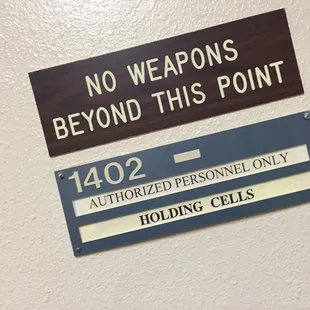 NO WEAPONS
BEYOND THIS POINT
1402
AUTHORIZED PERSONNEL ONLY
HOLDING CELLS